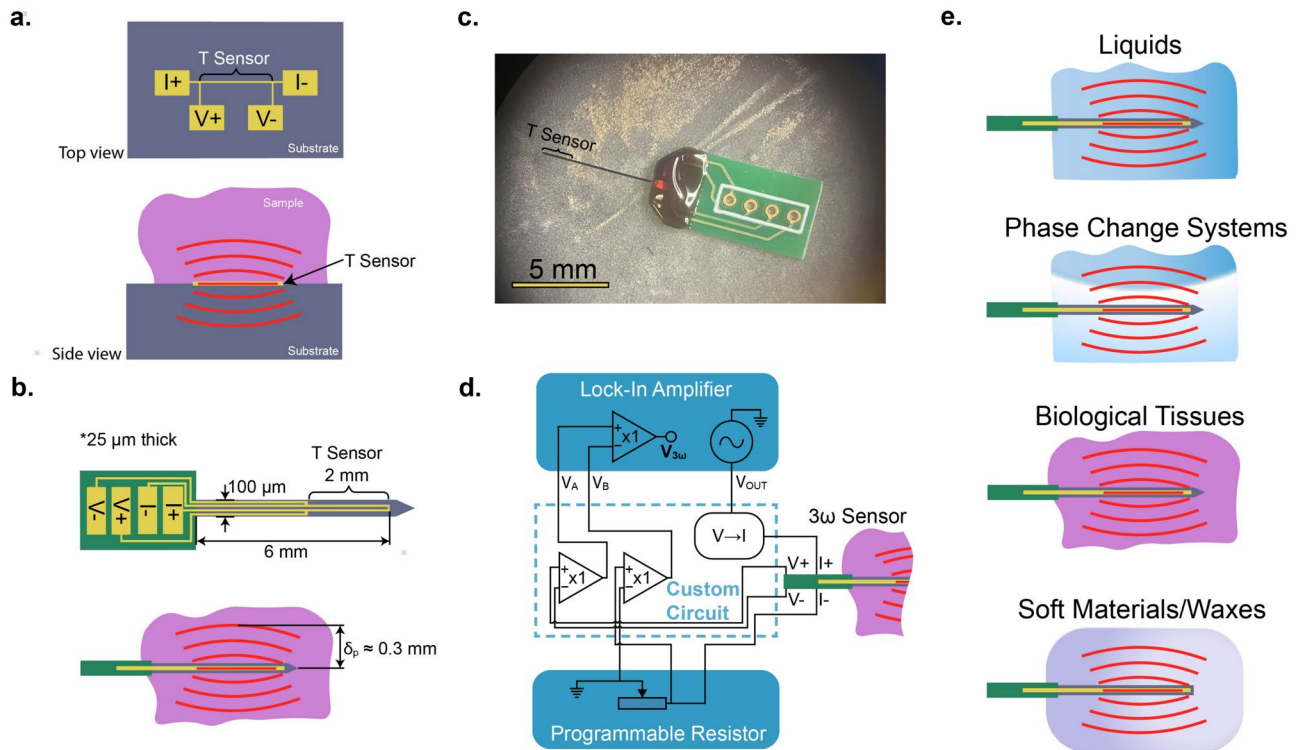 a.
T Sensor
I+
I-
V+
V-
Top view
Substrate
Sample
T Sensor
Side view
Substrate
b.
*25 µm thick
T Sensor
2 mm
100 µm
V-
V+
I-
I+
6 mm
δp ≈ 0.3 mm
c.
T Sensor
5 mm
d.
Lock-In Amplifier
+
x1
−
V3ω
VA
VB
VOUT
V→I
3ω Sensor
+
x1
−
+
x1
−
V+
I+
Custom
Circuit
V-
I-
Programmable Resistor
e.
Liquids
Phase Change Systems
Biological Tissues
Soft Materials/Waxes